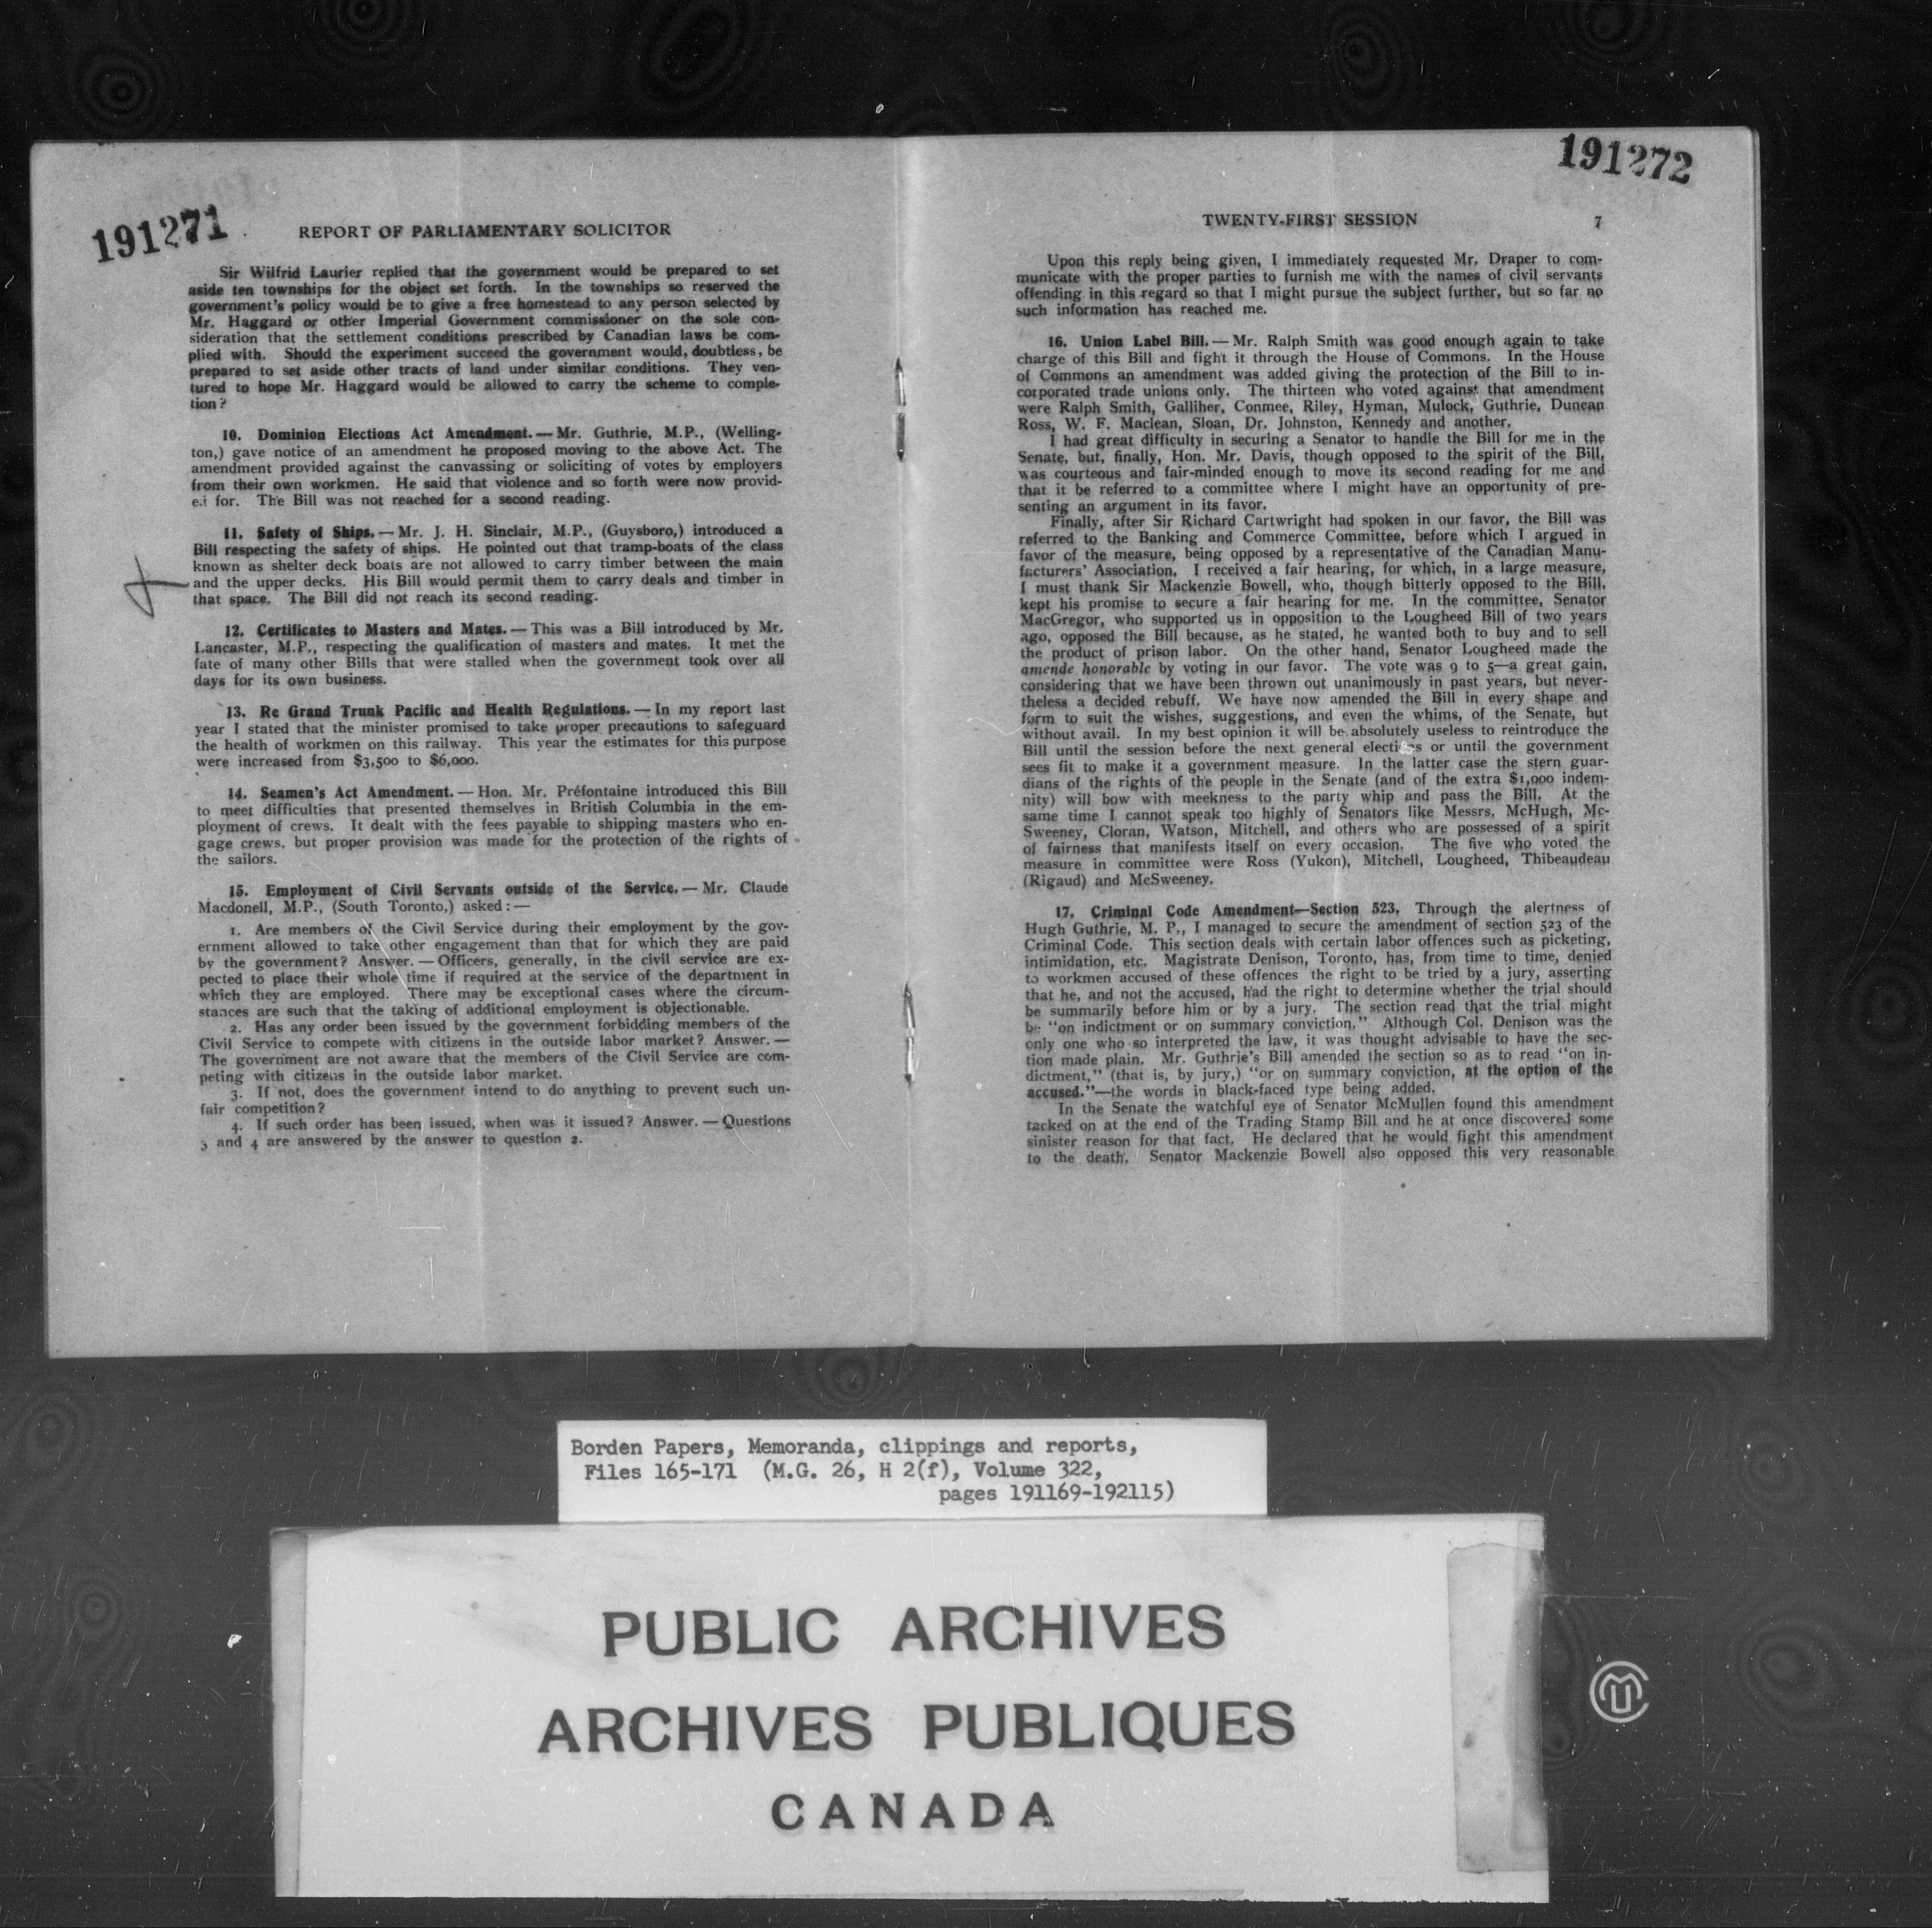 191271
REPORT OF PARLIAMENTARY SOLICITOR
Sir Wilfrid Laurier replied that the government would be prepared to set
aside ten townships for the object set forth. In the townships so reserved the
government's policy would be to give a free homestead to any person selected by
Mr. Haggard or other Imperial Government commissioner on the sole con-
sideration that the settlement conditions prescribed by Canadian laws be com-
plied with. Should the experiment succeed the government would, doubtless, be
prepared to set aside other tracts of land under similar conditions. They ven-
tured to hope Mr. Haggard would be allowed to carry the scheme to comple-
tion?
10. Dominion Elections Act Amendment.—Mr. Guthrie, M.P., (Welling-
ton,) gave notice of an amendment he proposed moving to the above Act. The
amendment provided against the canvassing or soliciting of votes by employers
from their own workmen. He said that violence and so forth were now provid-
ed for. The Bill was not reached for a second reading.
11. Safety of Ships.—Mr. J. H. Sinclair, M.P., (Guysboro,) introduced a
Bill respecting the safety of ships. He pointed out that tramp-boats of the class
known as shelter deck boats are not allowed to carry timber between the main
and the upper decks. His Bill would permit them to carry deals and timber in
that space. The Bill did not reach its second reading.
12. Certificates to Masters and Mates.—This was a Bill introduced by Mr.
Lancaster, M.P., respecting the qualification of masters and mates. It met the
fate of many other Bills that were stalled when the government took over all
days for its own business.
13. Re Grand Trunk Pacific and Health Regulations.—In my report last
year I stated that the minister promised to take proper precautions to safeguard
the health of workmen on this railway. This year the estimates for this purpose
were increased from $3,500 to $6,000.
14. Seamen's Act Amendment.—Hon. Mr. Préfontaine introduced this Bill
to meet difficulties that presented themselves in British Columbia in the em-
ployment of crews. It dealt with the fees payable to shipping masters who en-
gage crews, but proper provision was made for the protection of the rights of
the sailors.
15. Employment of Civil Servants outside of the Service.—Mr. Claude
Macdonell, M.P., (South Toronto,) asked:—
1. Are members of the Civil Service during their employment by the gov-
ernment allowed to take other engagement than that for which they are paid
by the government? Answer.—Officers, generally, in the civil service are ex-
pected to place their whole time if required at the service of the department in
which they are employed. There may be exceptional cases where the circum-
stances are such that the taking of additional employment is objectionable.
2. Has any order been issued by the government forbidding members of the
Civil Service to compete with citizens in the outside labor market? Answer.—
The government are not aware that the members of the Civil Service are com-
peting with citizens in the outside labor market.
3. If not, does the government intend to do anything to prevent such un-
fair competition?
4. If such order has been issued, when was it issued? Answer.—Questions
3 and 4 are answered by the answer to question 2.
191272
TWENTY-FIRST SESSION 7
Upon this reply being given, I immediately requested Mr. Draper to com-
municate with the proper parties to furnish me with the names of civil servants
offending in this regard so that I might pursue the subject further, but so far no
such information has reached me.
16. Union Label Bill.—Mr. Ralph Smith was good enough again to take
charge of this Bill and fight it through the House of Commons. In the House
of Commons an amendment was added giving the protection of the Bill to in-
corporated trade unions only. The thirteen who voted against that amendment
were Ralph Smith, Galliher, Conmee, Riley, Hyman, Mulock, Guthrie, Duncan
Ross, W. F. Maclean, Sloan, Dr. Johnston, Kennedy and another.
I had great difficulty in securing a Senator to handle the Bill for me in the
Senate, but, finally, Hon. Mr. Davis, though opposed to the spirit of the Bill,
was courteous and fair-minded enough to move its second reading for me and
that it be referred to a committee where I might have an opportunity of pre-
senting an argument in its favor.
Finally, after Sir Richard Cartwright had spoken in our favor, the Bill was
referred to the Banking and Commerce Committee, before which I argued in
favor of the measure, being opposed by a representative of the Canadian Manu-
facturers' Association. I received a fair hearing, for which, in a large measure,
I must thank Sir Mackenzie Bowell, who, though bitterly opposed to the Bill,
kept his promise to secure a fair hearing for me. In the committee, Senator
MacGregor, who supported us in opposition to the Lougheed Bill of two years
ago, opposed the Bill because, as he stated, he wanted both to buy and to sell
the product of prison labor. On the other hand, Senator Lougheed made the
amende honorable by voting in our favor. The vote was 9 to 5—a great gain,
considering that we have been thrown out unanimously in past years, but never-
theless a decided rebuff. We have now amended the Bill in every shape and
form to suit the wishes, suggestions, and even the whims, of the Senate, but
without avail. In my best opinion it will be absolutely useless to reintroduce the
Bill until the session before the next general elections or until the government
sees fit to make it a government measure. In the latter case the stern guar-
dians of the rights of the people in the Senate (and of the extra $1,000 indem-
nity) will bow with meekness to the party whip and pass the Bill. At the
same time I cannot speak too highly of Senators like Messrs. McHugh, Mc-
Sweeney, Cloran, Watson, Mitchell, and others who are possessed of a spirit
of fairness that manifests itself on every occasion. The five who voted the
measure in committee were Ross (Yukon), Mitchell, Lougheed, Thibeaudeau
(Rigaud) and McSweeney.
17. Criminal Code Amendment—Section 523. Through the alertness of
Hugh Guthrie, M. P., I managed to secure the amendment of section 523 of the
Criminal Code. This section deals with certain labor offences such as picketing,
intimidation, etc. Magistrate Denison, Toronto, has, from time to time, denied
to workmen accused of these offences the right to be tried by a jury, asserting
that he, and not the accused, had the right to determine whether the trial should
be summarily before him or by a jury. The section read that the trial might
be "on indictment or on summary conviction." Although Col. Denison was the
only one who so interpreted the law, it was thought advisable to have the sec-
tion made plain. Mr. Guthrie's Bill amended the section so as to read "on in-
dictment," (that is, by jury,) "or on summary conviction, at the option of the
accused."—the words in black-faced type being added.
In the Senate the watchful eye of Senator McMullen found this amendment
tacked on at the end of the Trading Stamp Bill and he at once discovered some
sinister reason for that fact. He declared that he would fight this amendment
to the death. Senator Mackenzie Bowell also opposed this very reasonable
Borden Papers, Memoranda, clippings and reports,
Files 165-171 (M.G. 26, H 2(f), Volume 322,
pages 191169-192115)
PUBLIC ARCHIVES
ARCHIVES PUBLIQUES
CANADA